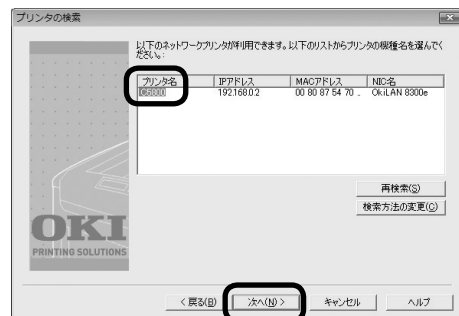 プリンタの検索
以下のネットワークプリンタが利用できます。以下のリストからプリンタの機種名を選んでください。:
プリンタ名 IPアドレス MACアドレス NIC名
192.168.0.2 00 80 87 54 70 .. OkiLAN 8300e
再検索(S)
検索方法の変更(C)
OKI
PRINTING SOLUTIONS
< 戻る(B) 次へ(N) > キャンセル ヘルプ